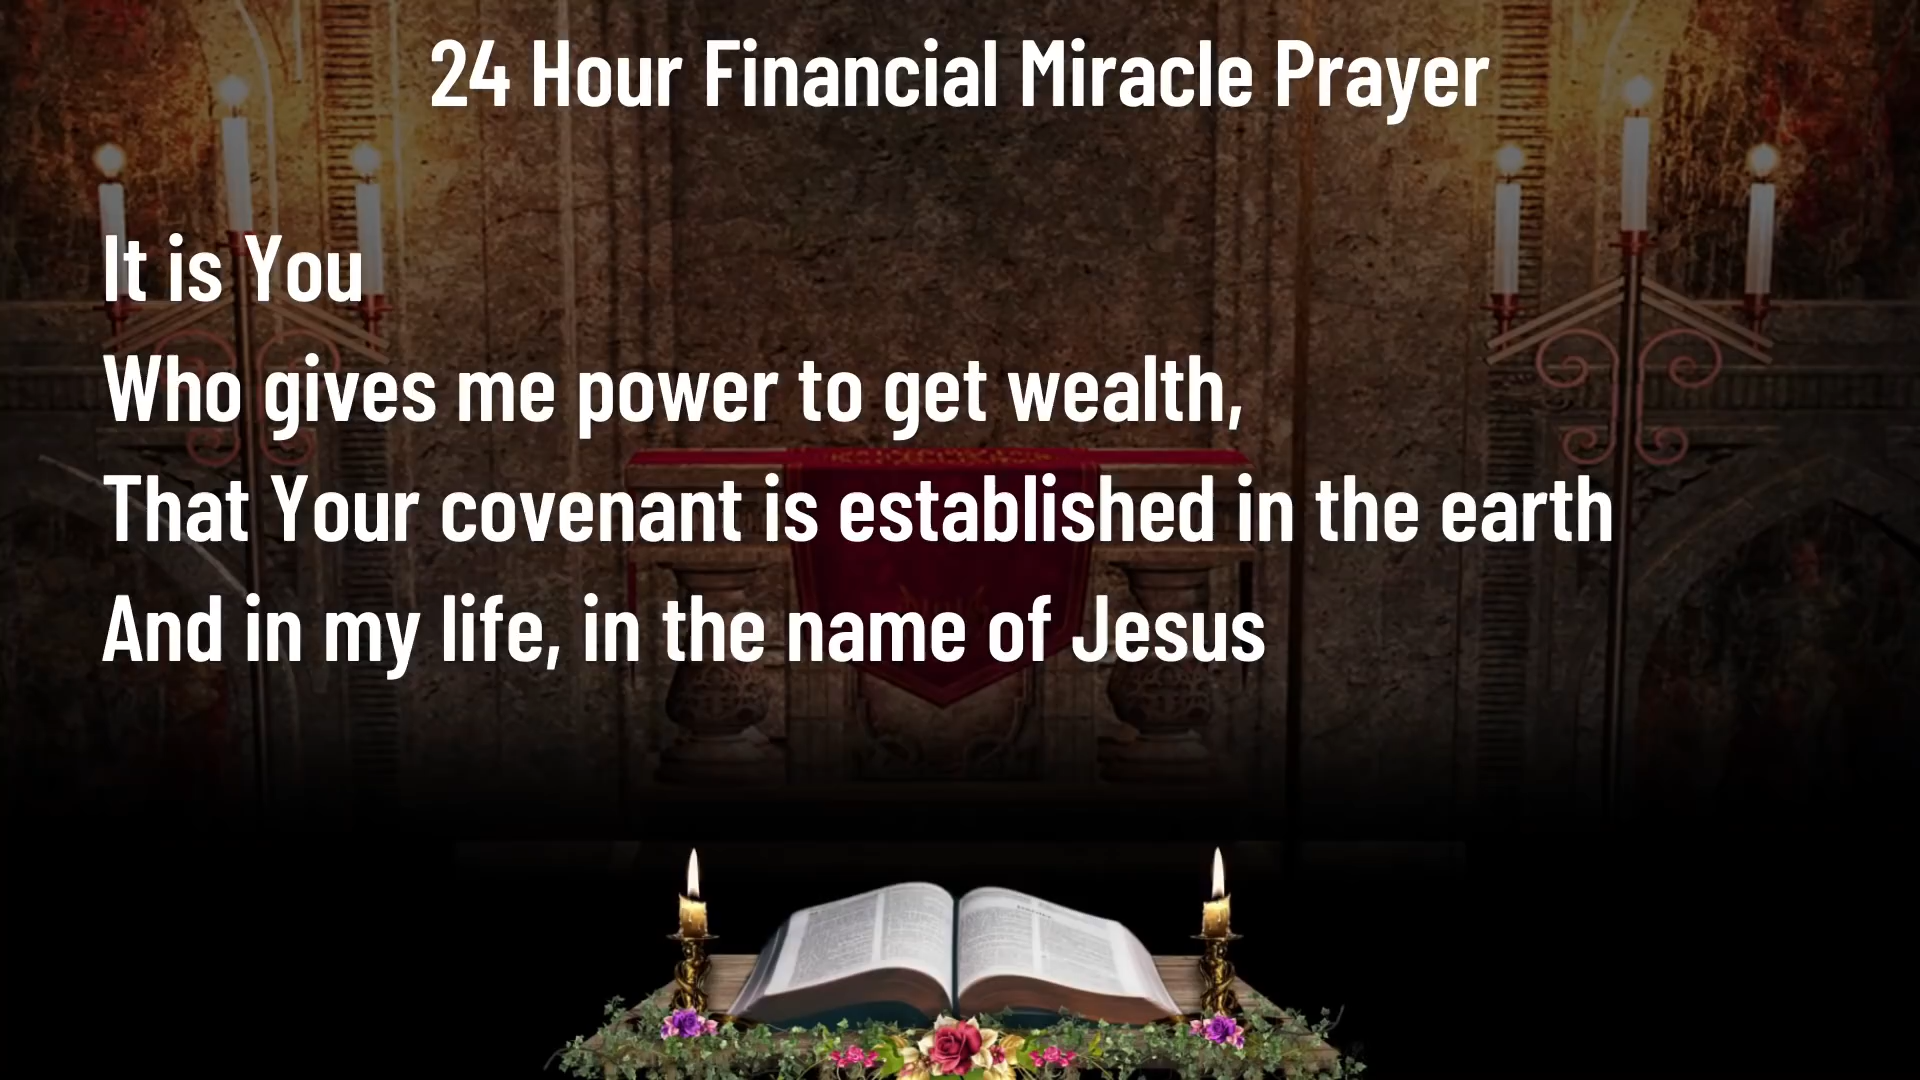 24 Hour Financial Miracle Prayer
It is You
Who gives me power to get wealth,
That Your covenant is established in the earth
And in my life, in the name of Jesus